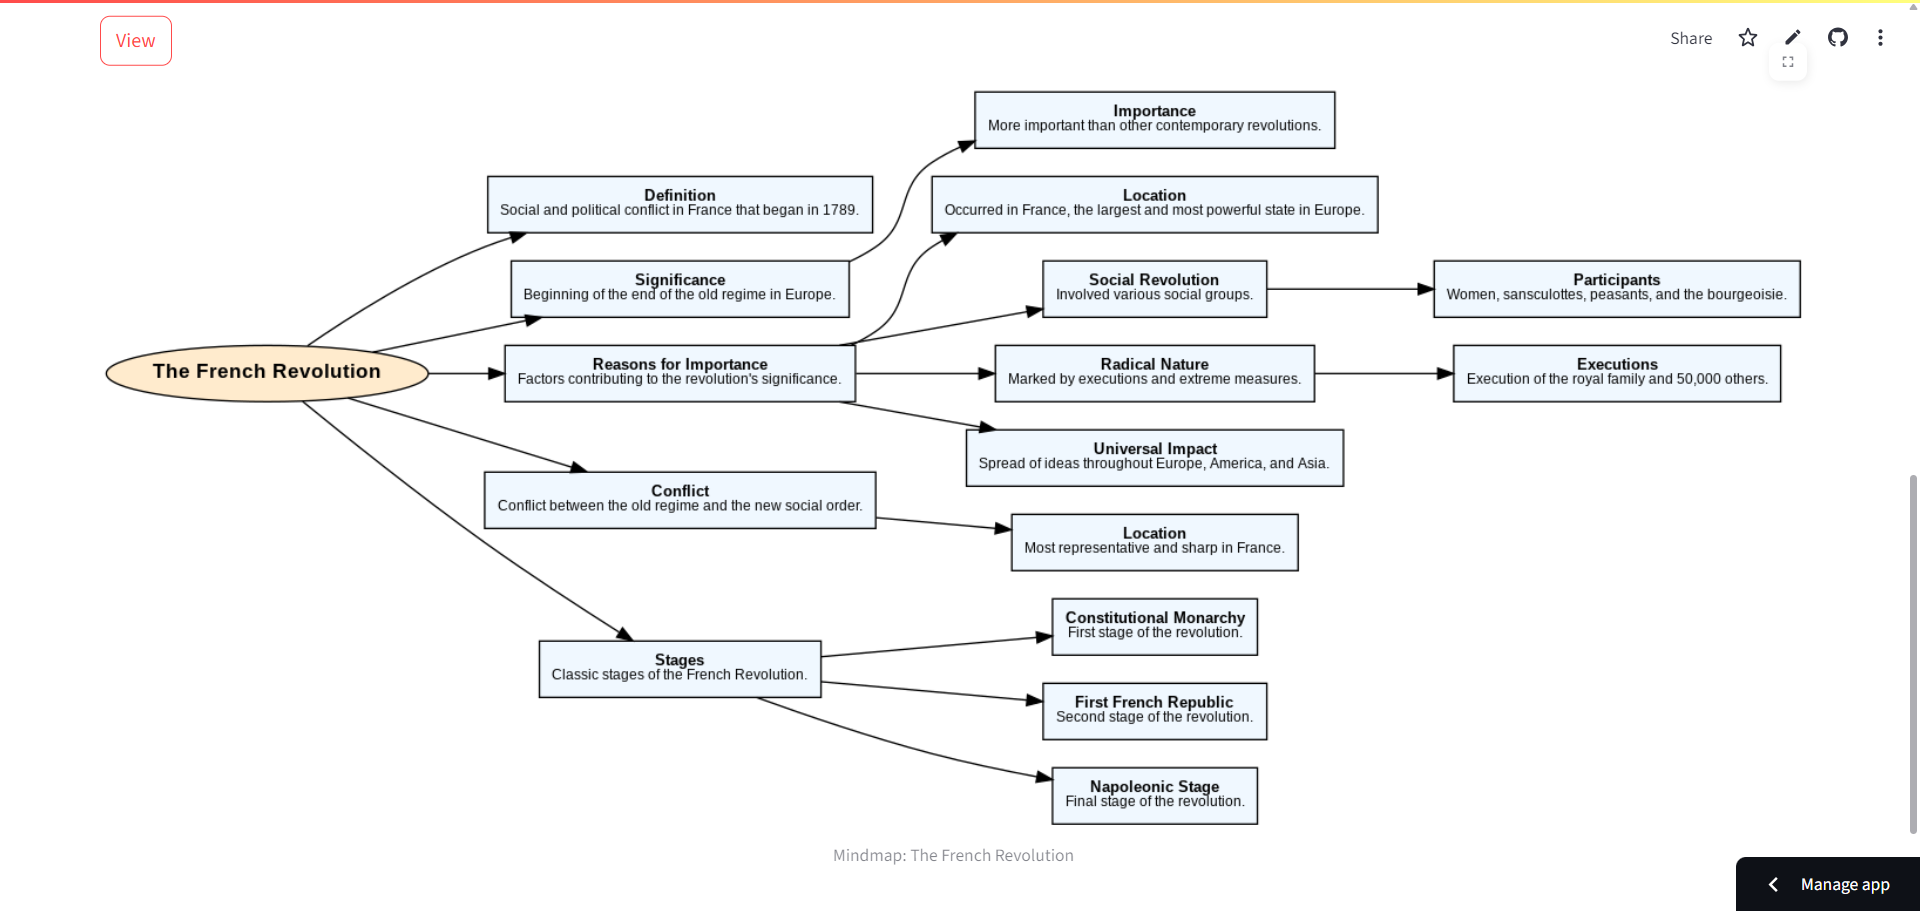 View
Share
Importance
More important than other contemporary revolutions.
Definition
Social and political conflict in France that began in 1789.
Location
Occurred in France, the largest and most powerful state in Europe.
Significance
Beginning of the end of the old regime in Europe.
Social Revolution
Involved various social groups.
Participants
Women, sansculottes, peasants, and the bourgeoisie.
The French Revolution
Reasons for Importance
Factors contributing to the revolution's significance.
Radical Nature
Marked by executions and extreme measures.
Executions
Execution of the royal family and 50,000 others.
Universal Impact
Spread of ideas throughout Europe, America, and Asia.
Conflict
Conflict between the old regime and the new social order.
Location
Most representative and sharp in France.
Constitutional Monarchy
First stage of the revolution.
Stages
Classic stages of the French Revolution.
First French Republic
Second stage of the revolution.
Napoleonic Stage
Final stage of the revolution.
Mindmap: The French Revolution
Manage app